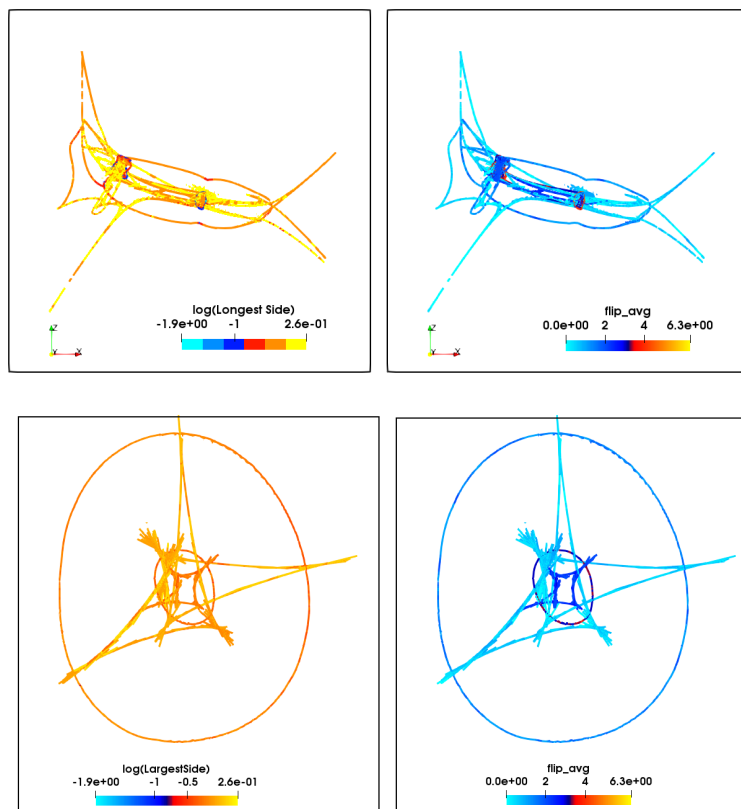 log(Longest Side)
-1.9e+00 -1 2.6e-01
Z
Y X
flip_avg
0.0e+00 2 4 6.3e+00
Z
Y X
log(LargestSide)
-1.9e+00 -1 -0.5 2.6e-01
flip_avg
0.0e+00 2 4 6.3e+00